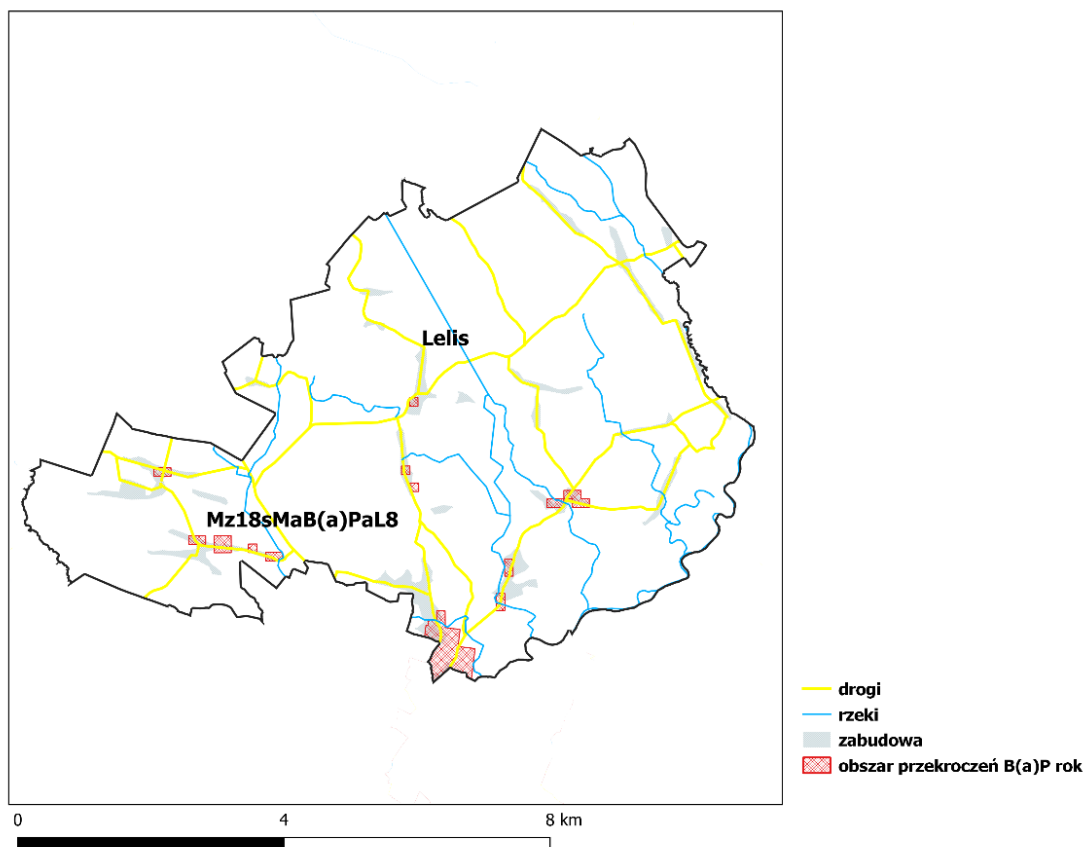 Lelis
Mz18sMaB(a)PaL8
drogi
rzeki
zabudowa
obszar przekroczeń B(a)P rok
0 4 8 km